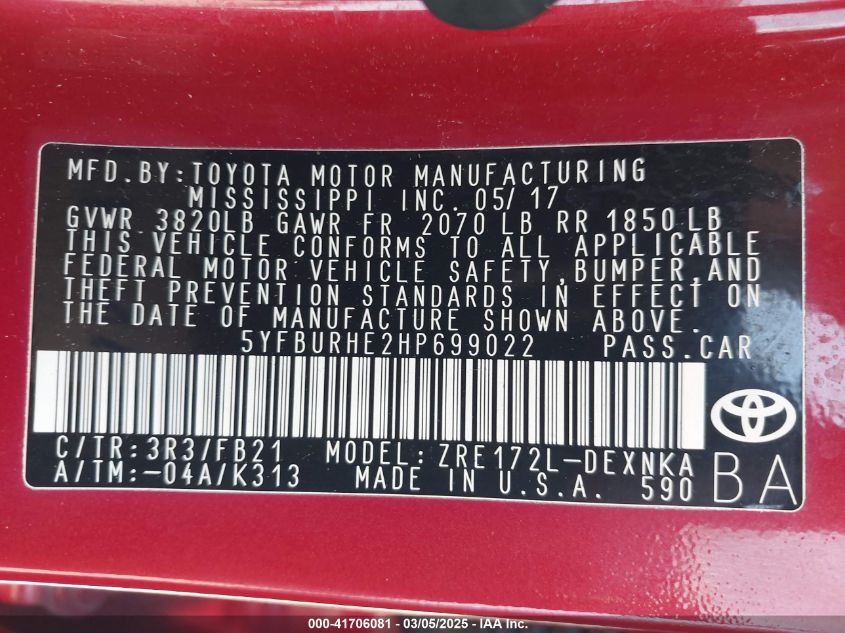 MFD.BY:TOYOTA MOTOR MANUFACTURING
MISSISSIPPI INC. 05/17
GVWR 3820LB GAWR FR 2070 LB RR 1850LB
THIS VEHICLE CONFORMS TO ALL APPLICABLE
FEDERAL MOTOR VEHICLE SAFETY,BUMPER,AND
THEFT PREVENTION STANDARDS IN EFFECT ON
THE DATE OF MANUFACTURE SHOWN ABOVE.
5YFBURHE2HP699022 PASS.CAR
C/TR:3R3/FB21 MODEL:ZRE172L-DEXNKA
A/TM:-04A/K313 MADE IN U.S.A. 590 BA
000-41706081 - 03/05/2025 - IAA Inc.